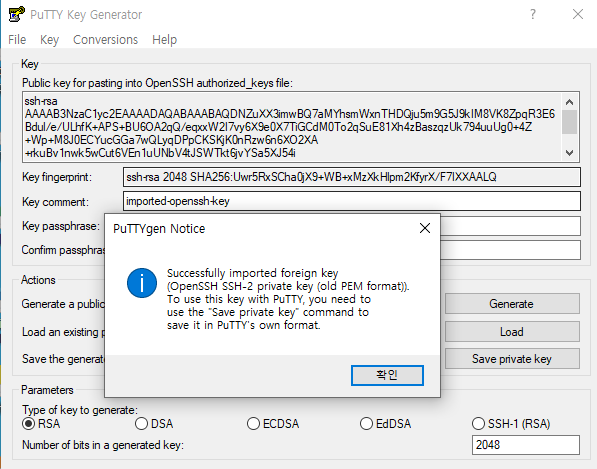 PuTTY Key Generator
File Key Conversions Help
Key
Public key for pasting into OpenSSH authorized_keys file:
ssh-rsa
AAAAB3NzaC1yc2EAAAADAQABAAABAQDNZuXX3imwBQ7aMYhsmWxnTHDQju5m9G5J9kIM8VK8ZpqR3E6
Bdul/e/ULhfK+APS+BU6OA2qQ/eqxxW2l7vy6X9e0X7TiGCdM0To2qSuE81Xh4zBaszqzUk794uuUg0+4Z
+Wp+M8J0ECYucGGa7wQLyqDPpCKSKjK0nRzw6n6XO2XA
+rkuBv1nwk5wCut6VEn1uUNbV4tJSWTkt6jvYSa5XJ54i
Key fingerprint: ssh-rsa 2048 SHA256:Uwr5RxSCha0jX9+WB+xMzXkHlpm2KfyrX/F7IXXAALQ
Key comment: imported-openssh-key
Key passphrase:
Confirm passphra
PuTTYgen Notice
Successfully imported foreign key
(OpenSSH SSH-2 private key (old PEM format)).
To use this key with PuTTY, you need to
use the "Save private key" command to
save it in PuTTY's own format.
확인
Actions
Generate a public Generate
Load an existing p Load
Save the generate Save private key
Parameters
Type of key to generate:
RSA DSA ECDSA EdDSA SSH-1 (RSA)
Number of bits in a generated key: 2048